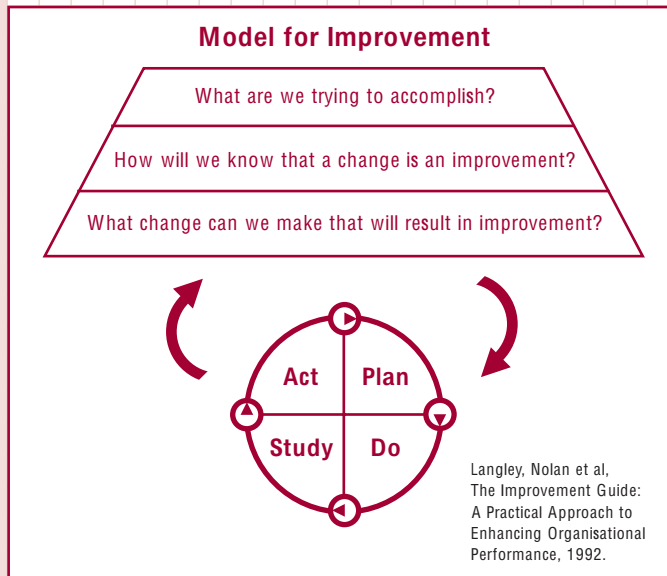 Model for Improvement
What are we trying to accomplish?
How will we know that a change is an improvement?
What change can we make that will result in improvement?
Act
Plan
Study
Do
Langley, Nolan et al,
The Improvement Guide:
A Practical Approach to
Enhancing Organisational
Performance, 1992.